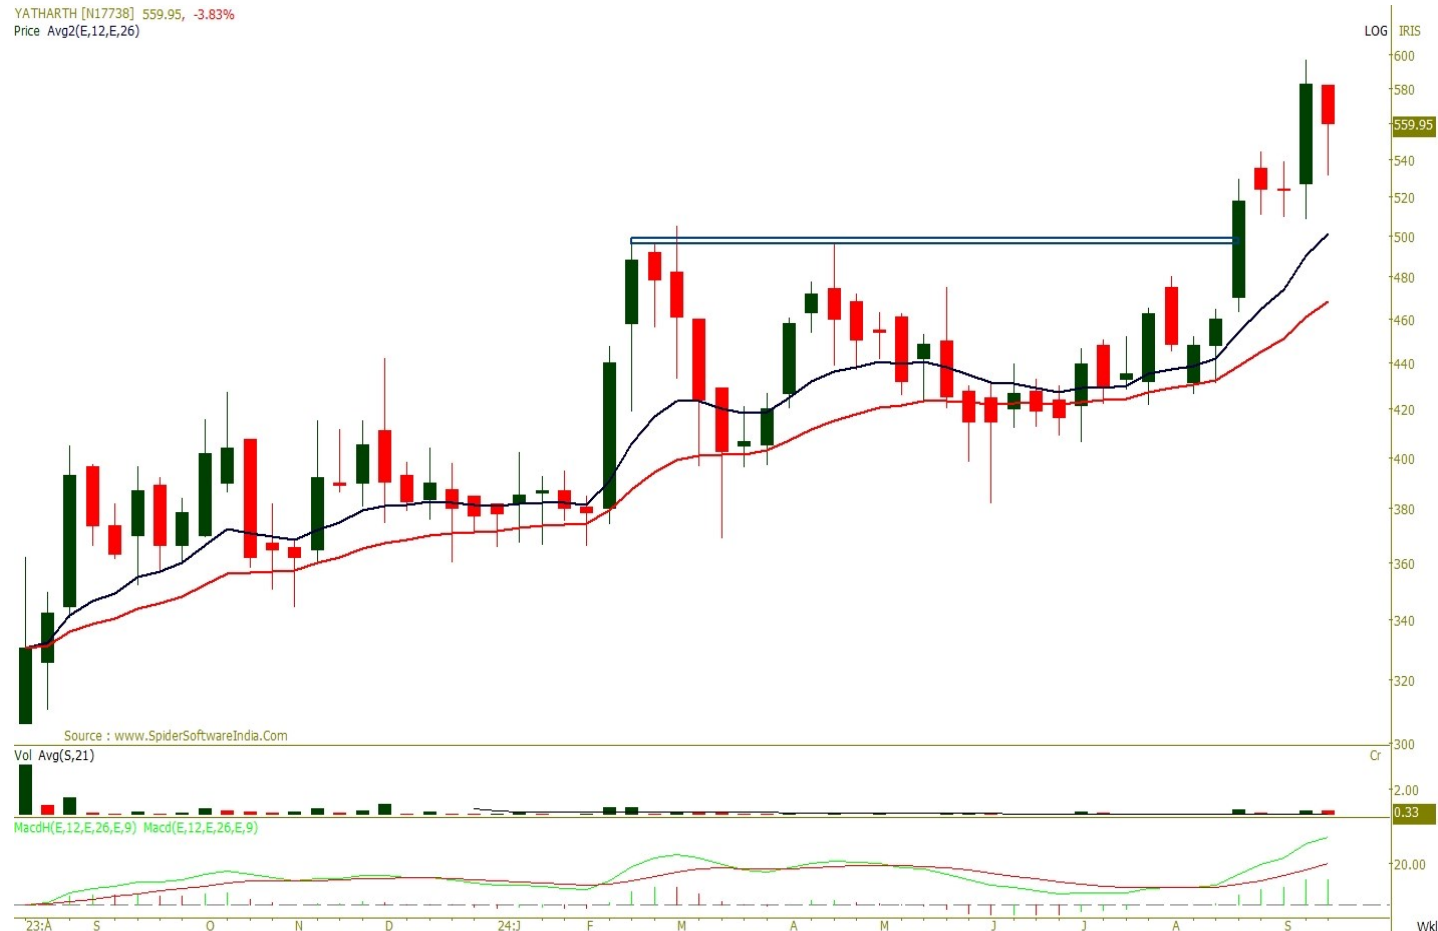 YATHARTH [N17738] 559.95, -3.83%
Price Avg2(E,12,E,26)
LOG IRIS
600
580
559.95
540
520
500
480
460
440
420
400
380
360
340
320
300
Source : www.SpiderSoftwareIndia.Com
Vol Avg(S,21)
Cr
2.00
0.33
MacdH(E,12,E,26,E,9) Macd(E,12,E,26,E,9)
20.00
23:A S O N D 24:J F M A M J J A S Wkl